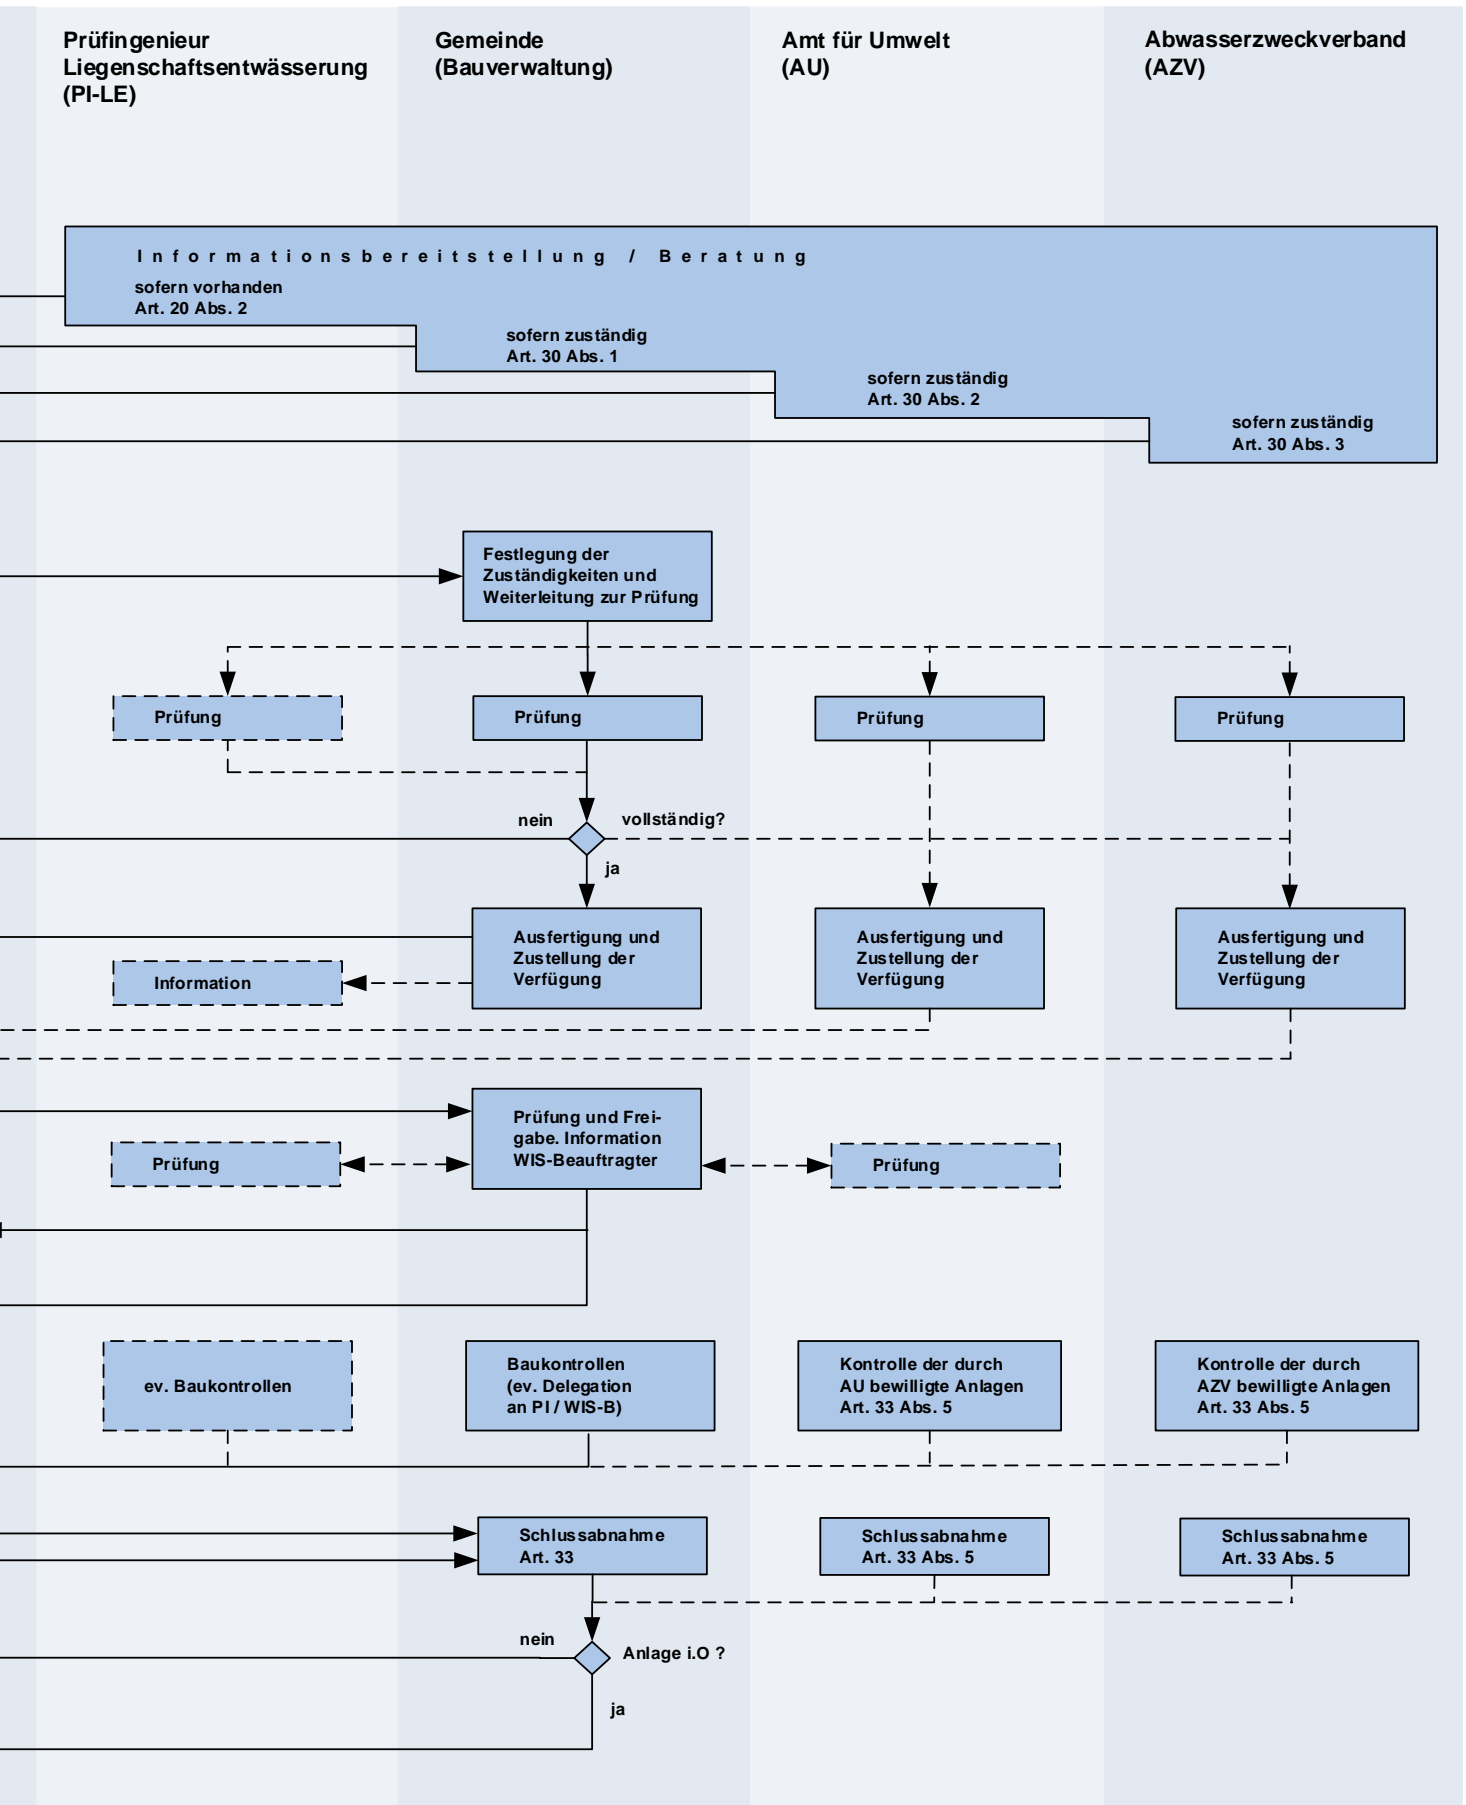 Prüfingenieur
Liegenschaftsentwässerung
(PI-LE)
Gemeinde
(Bauverwaltung)
Amt für Umwelt
(AU)
Abwasserzweckverband
(AZV)
Informationsbereitstellung / Beratung
sofern vorhanden
Art. 20 Abs. 2
sofern zuständig
Art. 30 Abs. 1
sofern zuständig
Art. 30 Abs. 2
sofern zuständig
Art. 30 Abs. 3
Festlegung der
Zuständigkeiten und
Weiterleitung zur Prüfung
Prüfung
Prüfung
Prüfung
Prüfung
nein
vollständig?
ja
Ausfertigung und
Zustellung der
Verfügung
Ausfertigung und
Zustellung der
Verfügung
Ausfertigung und
Zustellung der
Verfügung
Information
Prüfung und Frei-
gabe. Information
WIS-Beauftragter
Prüfung
Prüfung
ev. Baukontrollen
Baukontrollen
(ev. Delegation
an PI / WIS-B)
Kontrolle der durch
AU bewilligte Anlagen
Art. 33 Abs. 5
Kontrolle der durch
AZV bewilligte Anlagen
Art. 33 Abs. 5
Schlussabnahme
Art. 33
Schlussabnahme
Art. 33 Abs. 5
Schlussabnahme
Art. 33 Abs. 5
nein
Anlage i.O ?
ja